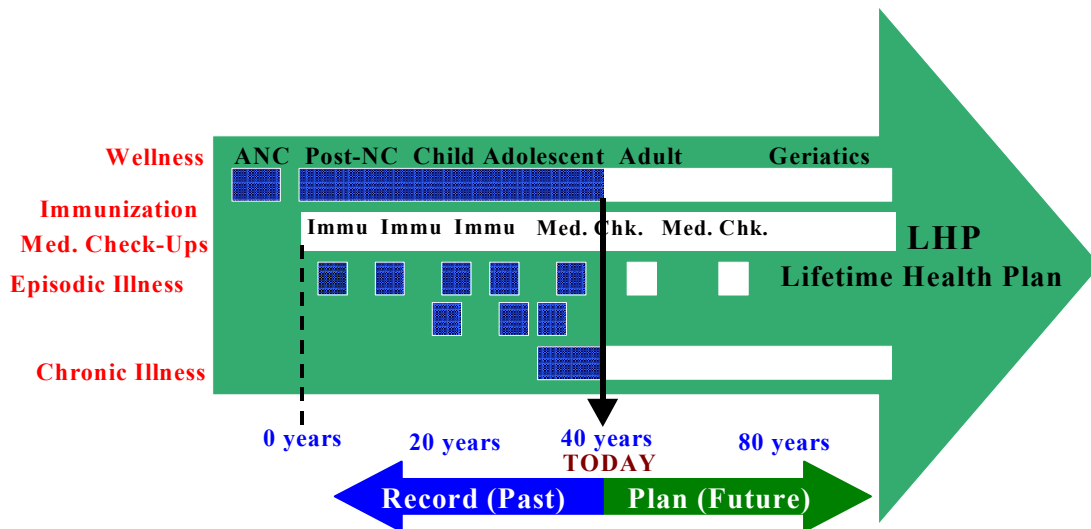 Wellness
ANC Post-NC Child Adolescent Adult Geriatics
Immunization
Med. Check-Ups
Immu Immu Immu Med. Chk. Med. Chk.
Episodic Illness
LHP
Lifetime Health Plan
Chronic Illness
0 years 20 years 40 years 80 years
TODAY
Record (Past) Plan (Future)